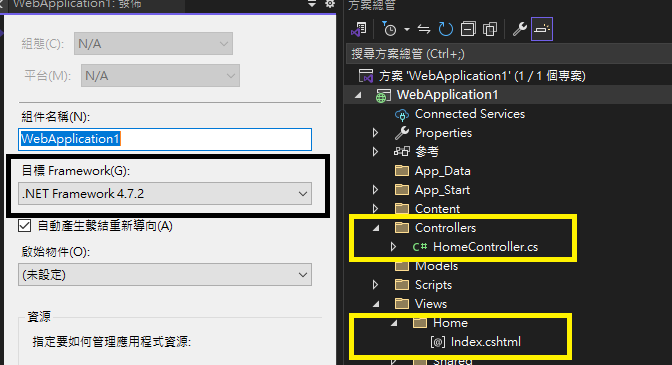 WebApplication1: 發佈
組態(C):
N/A
平台(M):
N/A
組件名稱(N):
WebApplication1
目標 Framework(G):
.NET Framework 4.7.2
自動產生繫結重新導向(A)
啟始物件(O):
(未設定)
資源
指定要如何管理應用程式資源:
方案總管
搜尋方案總管 (Ctrl+;)
方案 'WebApplication1' (1 / 1 個專案)
WebApplication1
Connected Services
Properties
參考
App_Data
App_Start
Content
Controllers
C# HomeController.cs
Models
Scripts
Views
Home
[@] Index.cshtml
Shared